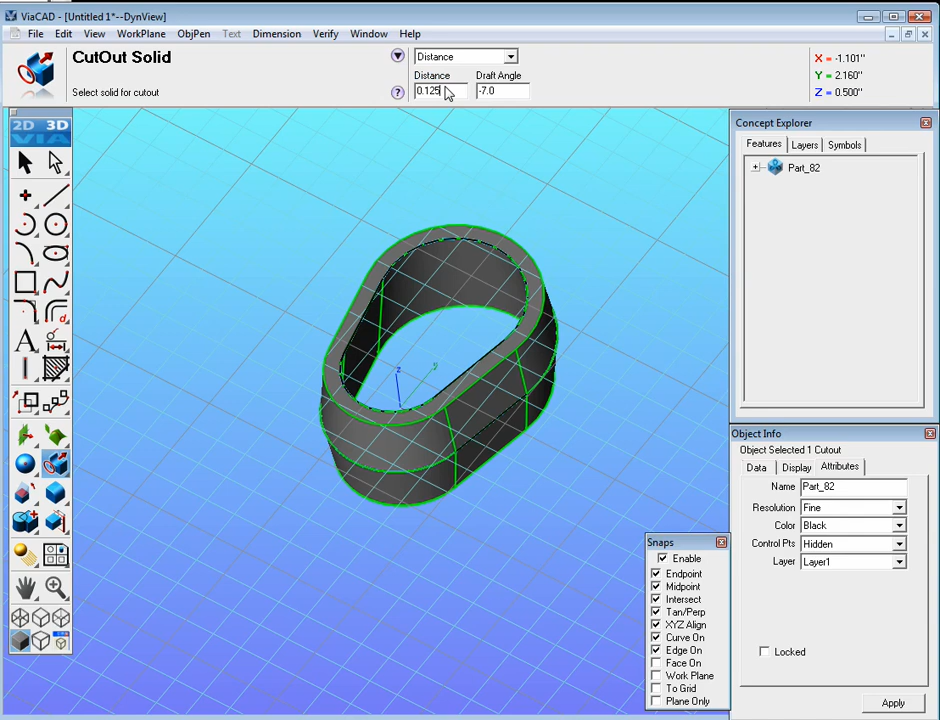 ViaCAD - [Untitled 1*--DynView]
File Edit View WorkPlane ObjPen Text Dimension Verify Window Help
CutOut Solid
Select solid for cutout
Distance
Distance Draft Angle
0.125 -7.0
?
X = -1.101"
Y = 2.160"
Z = 0.500"
2D 3D
VIA
A
d
z
y
Concept Explorer
Features Layers Symbols
Part_82
Object Info
Object Selected 1 Cutout
Data Display Attributes
Name Part_82
Resolution Fine
Color Black
Control Pts Hidden
Layer Layer1
Locked
Apply
Snaps
Enable
Endpoint
Midpoint
Intersect
Tan/Perp
XYZ Align
Curve On
Edge On
Face On
Work Plane
To Grid
Plane Only